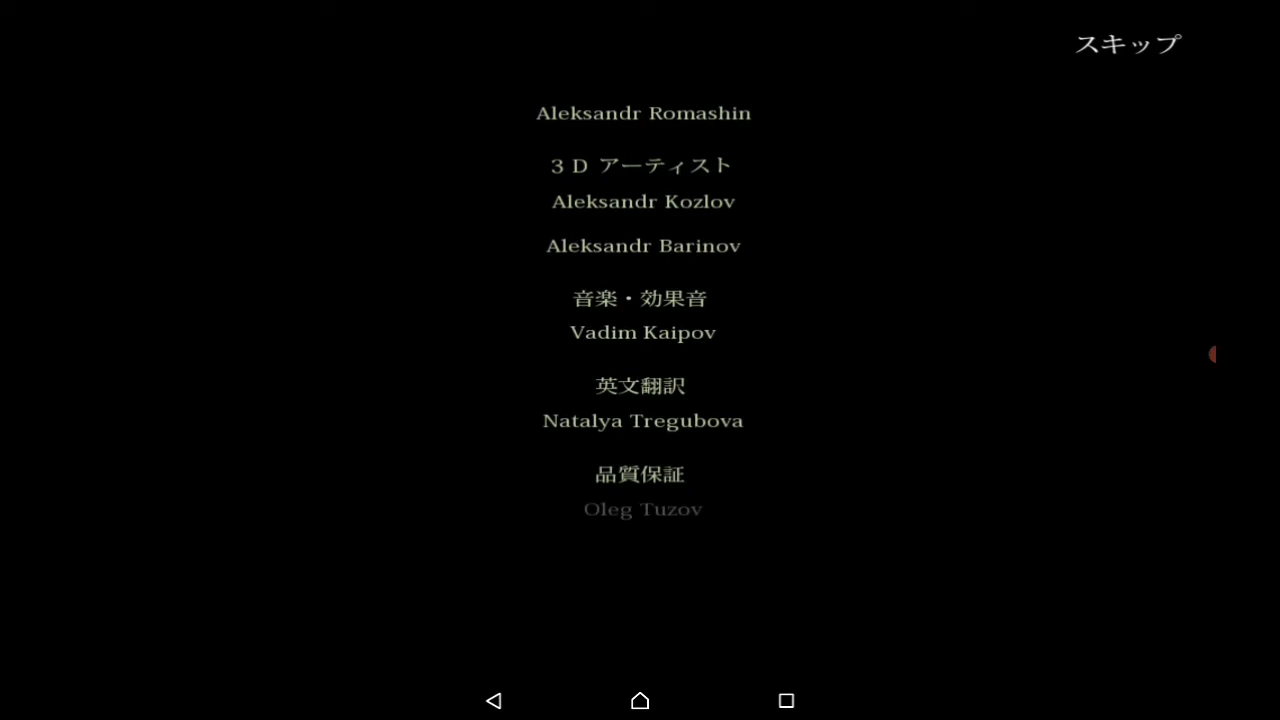 スキップ
Aleksandr Romashin
３Ｄ アーティスト
Aleksandr Kozlov
Aleksandr Barinov
音楽・効果音
Vadim Kaipov
英文翻訳
Natalya Tregubova
品質保証
Oleg Tuzov